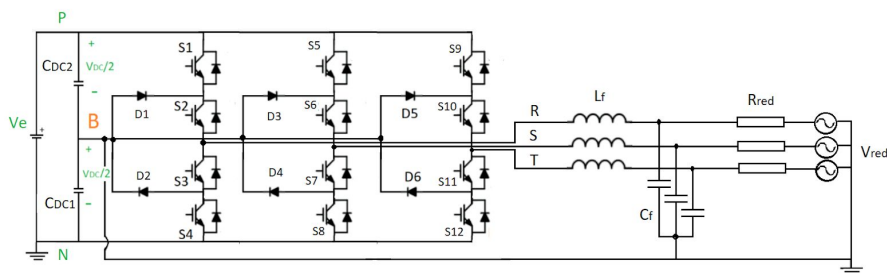 P
S1
S5
S9
+
CDC2
VDC/2
-
D1
S2
D3
S6
D5
S10
R
Lf
Rred
Ve
+
B
S
Vred
T
+
VDC/2
D2
S3
D4
S7
D6
S11
CDC1
-
Cf
S4
S8
S12
N